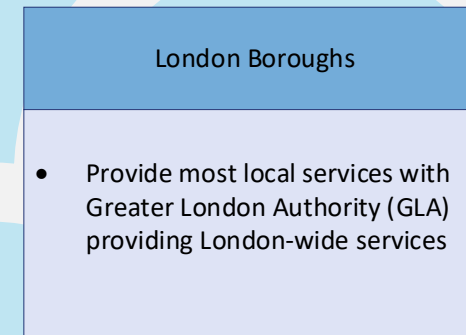 London Boroughs
• Provide most local services with
Greater London Authority (GLA)
providing London-wide services